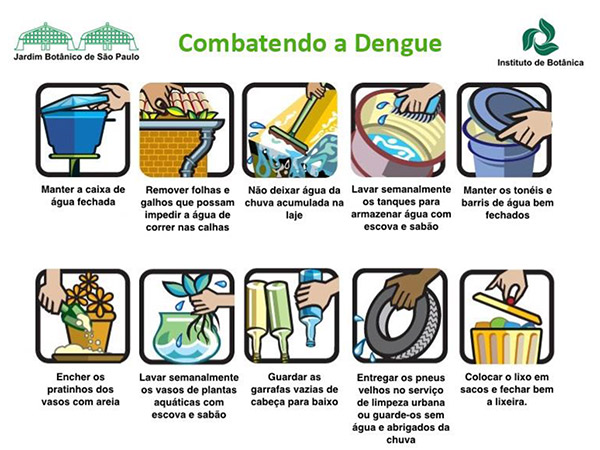 Combatendo a Dengue
Jardim Botânico de São Paulo
Instituto de Botânica
Manter a caixa de
água fechada
Remover folhas e
galhos que possam
impedir a água de
correr nas calhas
Não deixar água da
chuva acumulada na
laje
Lavar semanalmente
os tanques para
armazenar água com
escova e sabão
Manter os tonéis e
barris de água bem
fechados
Encher os
pratinhos dos
vasos com areia
Lavar semanalmente
os vasos de plantas
aquáticas com
escova e sabão
Guardar as
garrafas vazias de
cabeça para baixo
Entregar os pneus
velhos no serviço
de limpeza urbana
ou guarde-os sem
água e abrigados da
chuva
Colocar o lixo em
sacos e fechar bem
a lixeira.